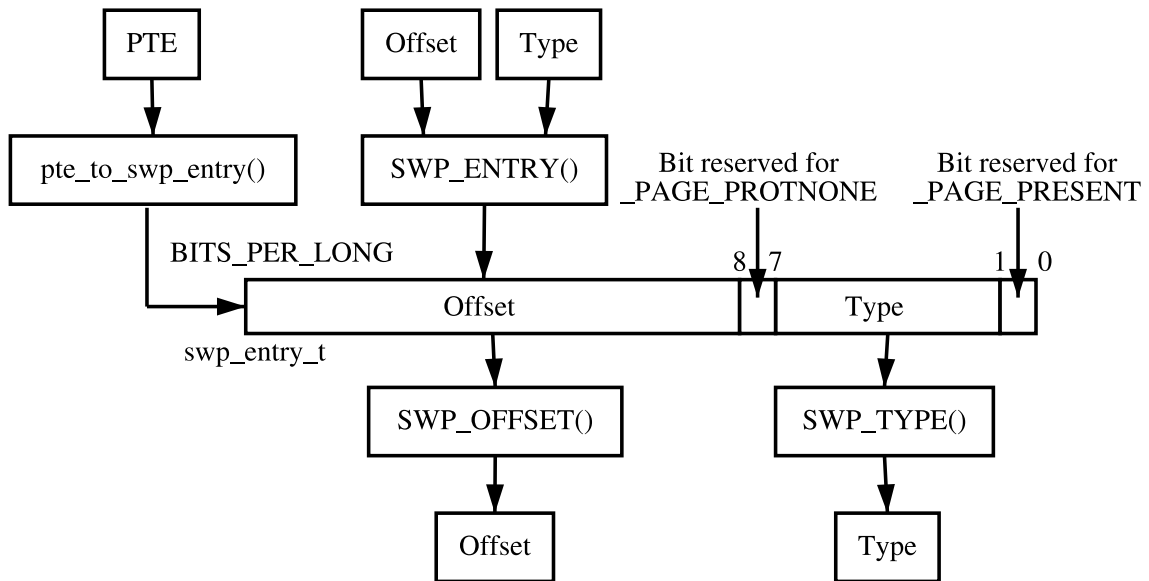 PTE
Offset
Type
pte_to_swp_entry()
SWP_ENTRY()
Bit reserved for
_PAGE_PROTNONE
Bit reserved for
_PAGE_PRESENT
BITS_PER_LONG
8 7
1 0
Offset
Type
swp_entry_t
SWP_OFFSET()
SWP_TYPE()
Offset
Type